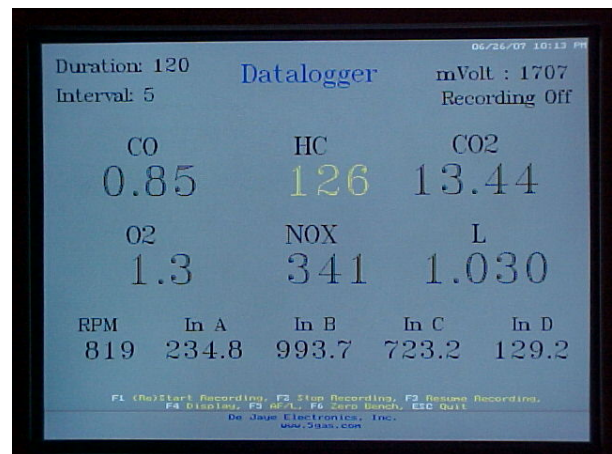 06/26/07 10:13 PM
Duration: 120
Datalogger
mVolt : 1707
Interval: 5
Recording Off
CO HC CO2
0.85 126 13.44
O2 NOX L
1.3 341 1.030
RPM In A In B In C In D
819 234.8 993.7 723.2 129.2
F1 (Re)Start Recording, F2 Stop Recording, F3 Resume Recording,
F4 Display, F5 AF/L, F6 Zero Bench, ESC Quit
De Jaye Electronics, Inc.
www.5gas.com